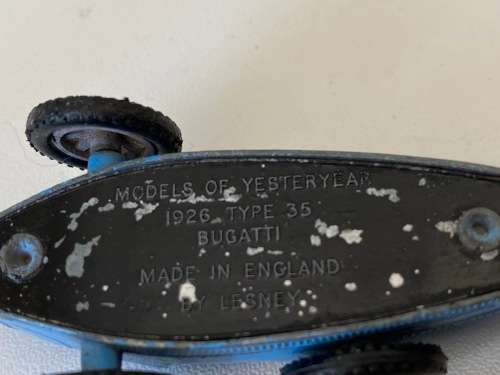 MODELS OF YESTERYEAR
1926 TYPE 35
BUGATTI
MADE IN ENGLAND
BY LESNEY